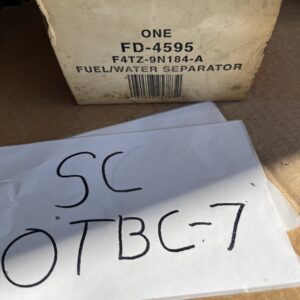 ONE
FD-4595
F4TZ-9N184-A
FUEL/WATER SEPARATOR
SC
OTBC-7